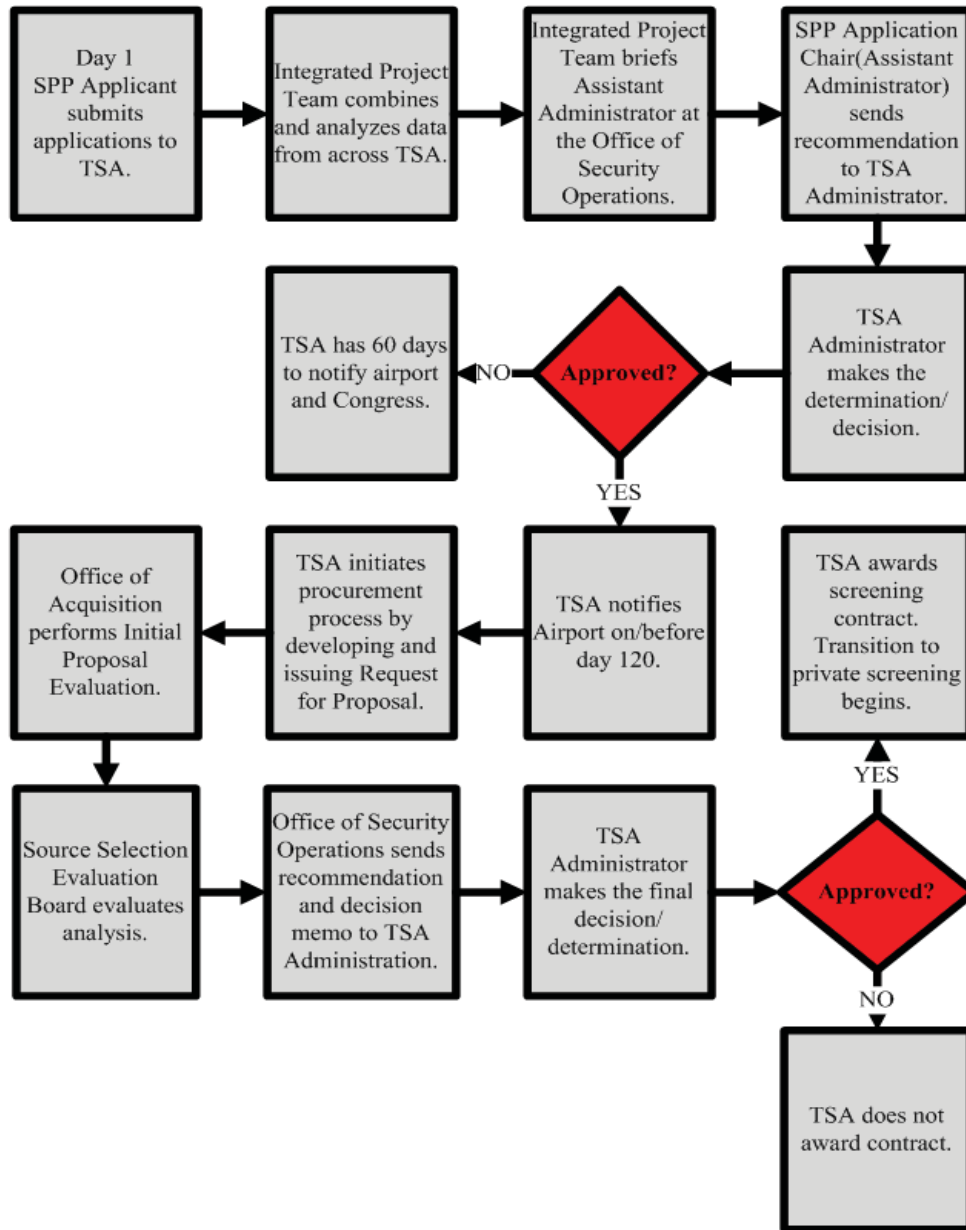 Day 1
SPP Applicant
submits
applications to
TSA.
Integrated Project
Team combines
and analyzes data
from across TSA.
Integrated Project
Team briefs
Assistant
Administrator at
the Office of
Security
Operations.
SPP Application
Chair(Assistant
Administrator)
sends
recommendation
to TSA
Administrator.
TSA has 60 days
to notify airport
and Congress.
NO
Approved?
TSA
Administrator
makes the
determination/
decision.
YES
Office of
Acquisition
performs Initial
Proposal
Evaluation.
TSA initiates
procurement
process by
developing and
issuing Request
for Proposal.
TSA notifies
Airport on/before
day 120.
TSA awards
screening
contract.
Transition to
private screening
begins.
YES
Source Selection
Evaluation
Board evaluates
analysis.
Office of Security
Operations sends
recommendation
and decision
memo to TSA
Administration.
TSA
Administrator
makes the final
decision/
determination.
Approved?
NO
TSA does not
award contract.